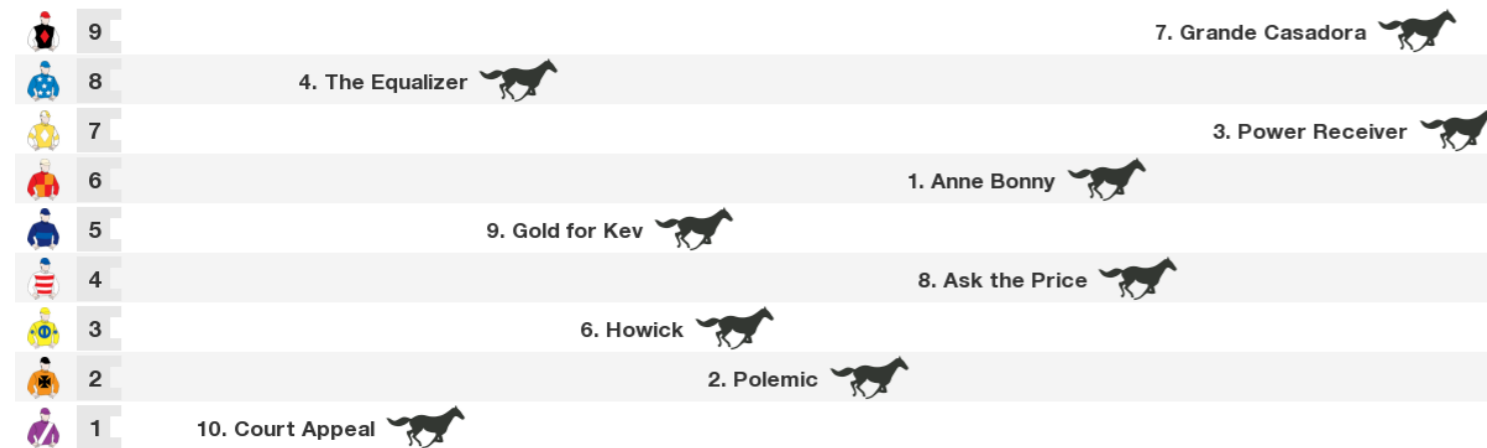 9 7. Grande Casadora
8 4. The Equalizer
7 3. Power Receiver
6 1. Anne Bonny
5 9. Gold for Kev
4 8. Ask the Price
3 6. Howick
2 2. Polemic
1 10. Court Appeal